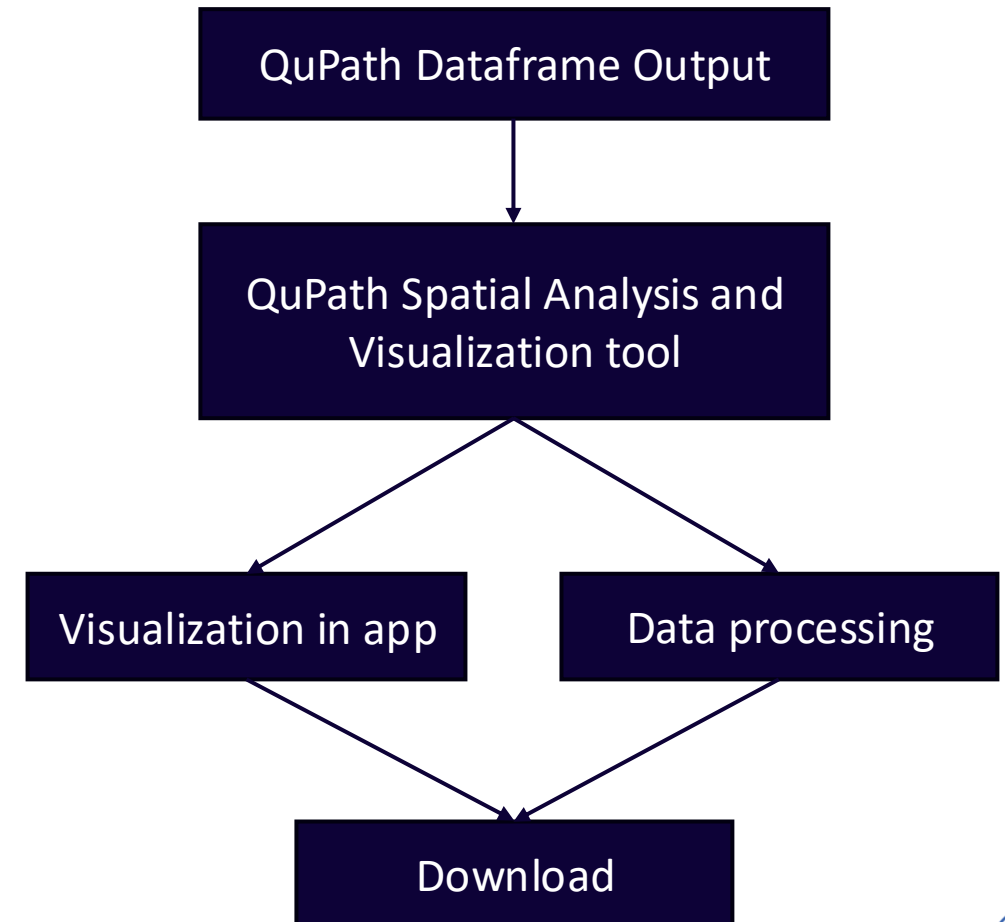 QuPath Dataframe Output
QuPath Spatial Analysis and
Visualization tool
Visualization in app
Data processing
Download